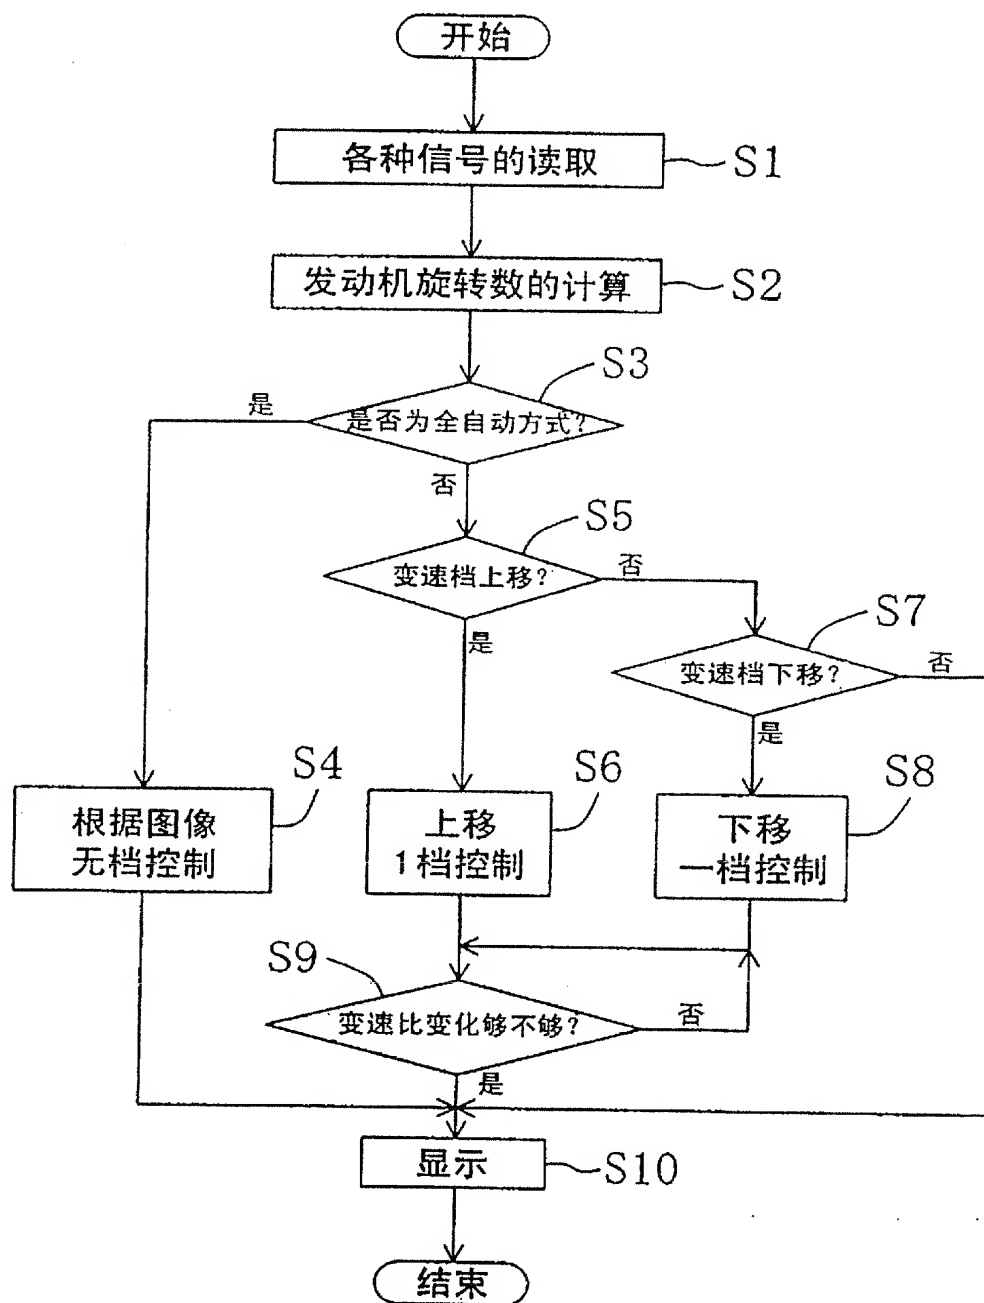 开始
各种信号的读取
S1
发动机旋转数的计算
S2
S3
是
是否为全自动方式?
否
S5
变速档上移?
否
S7
是
变速档下移?
否
是
S4
S6
S8
根据图像
无档控制
上移
1档控制
下移
一档控制
S9
变速比变化够不够?
否
是
显示
S10
结束